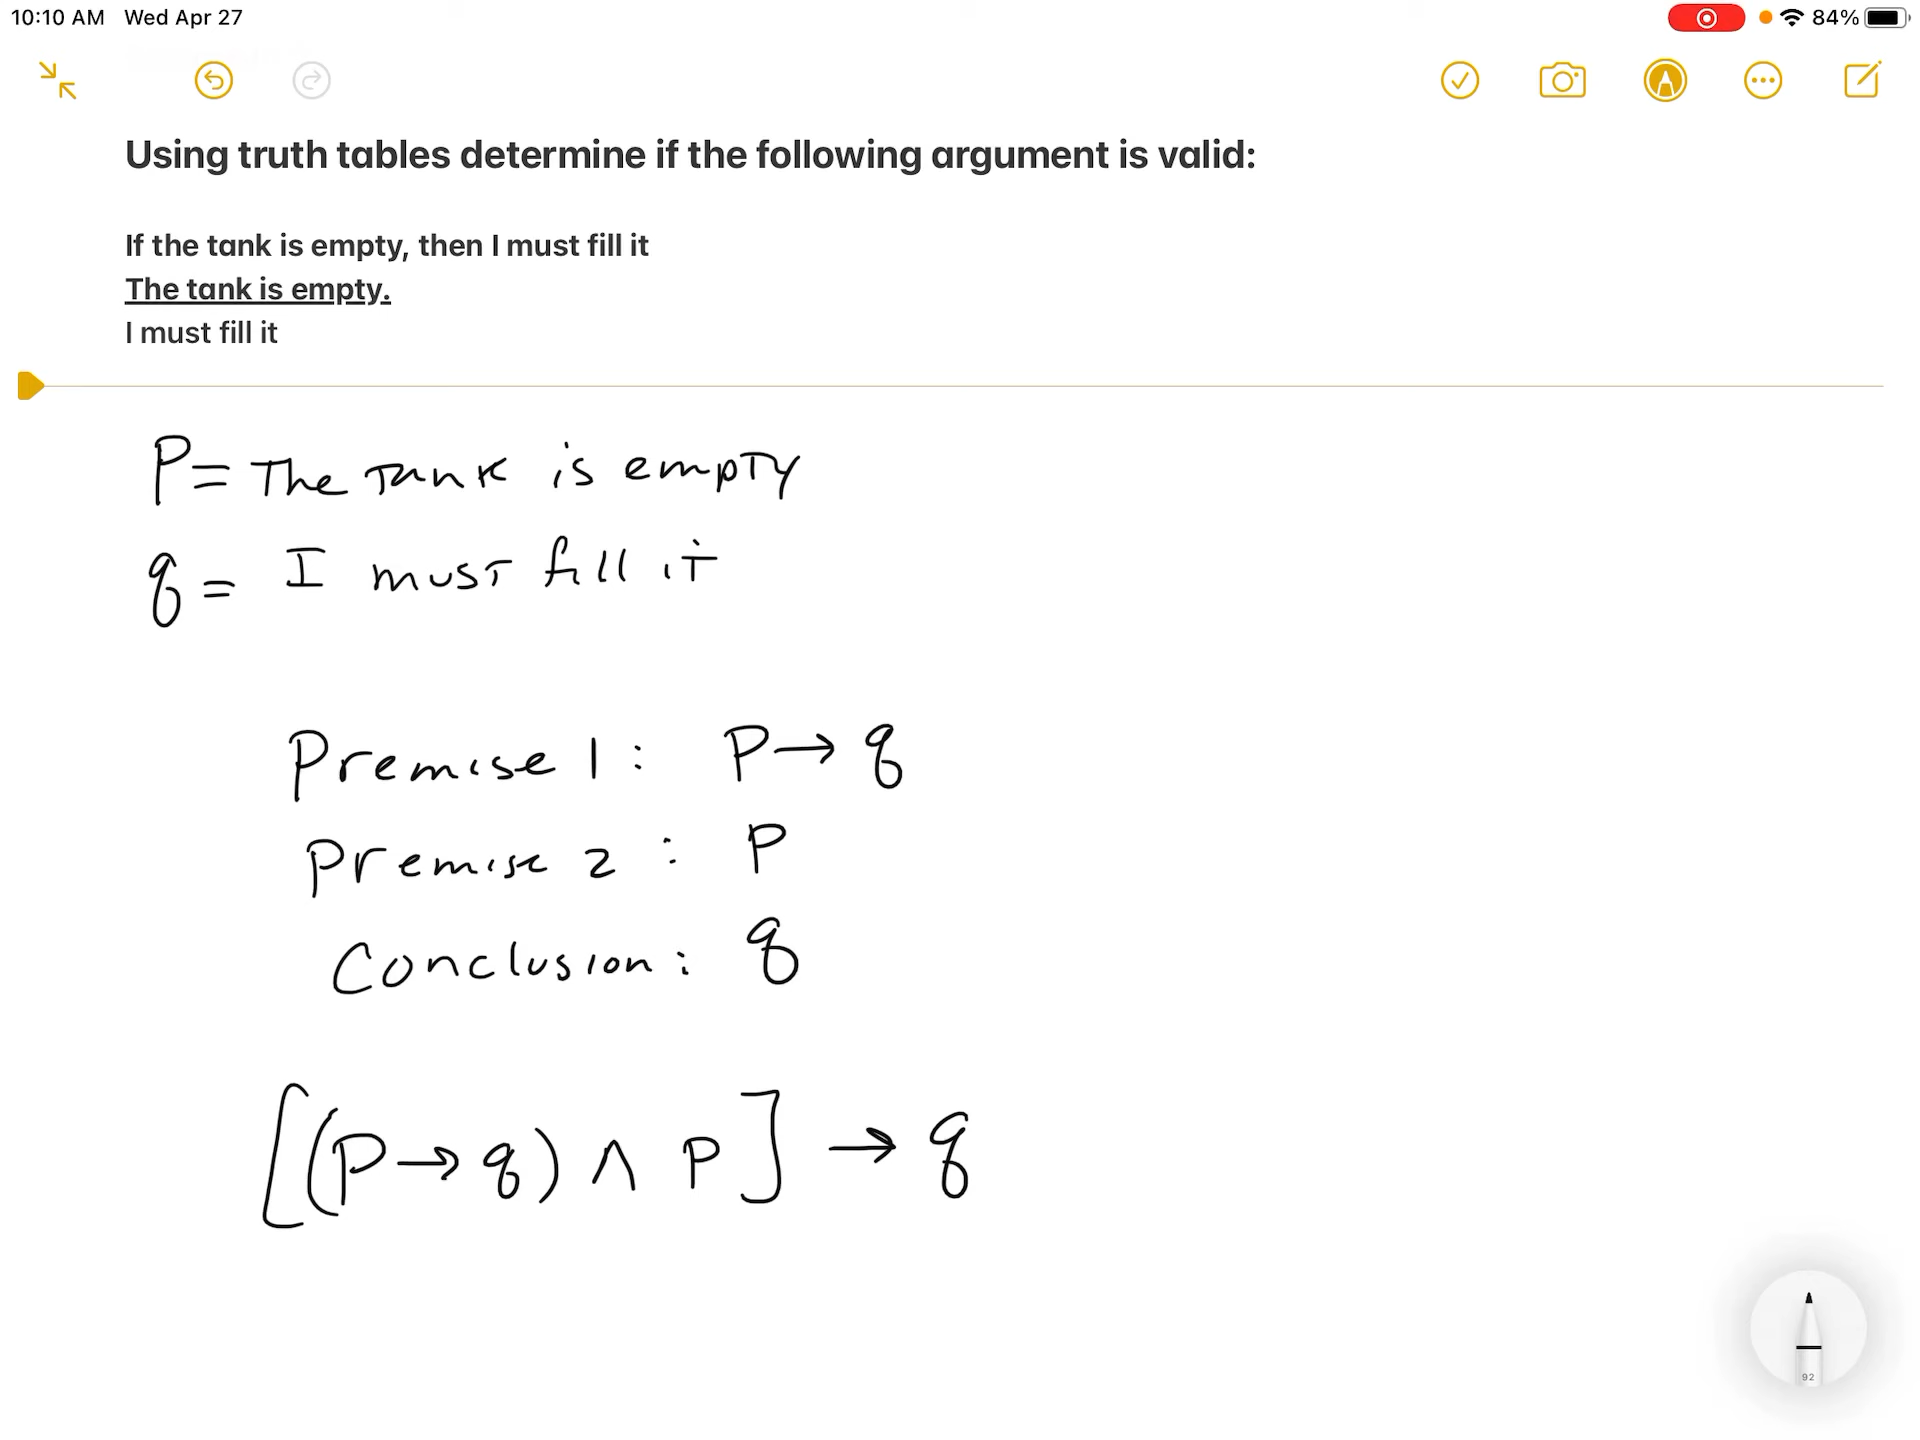 10:10 AM Wed Apr 27
84%
Using truth tables determine if the following argument is valid:
If the tank is empty, then I must fill it
The tank is empty.
I must fill it
P = The Tank is empty
q = I must fill it
Premise 1 : P → q
Premise 2 : P
Conclusion : q
[(P → q) ∧ P] → q
92